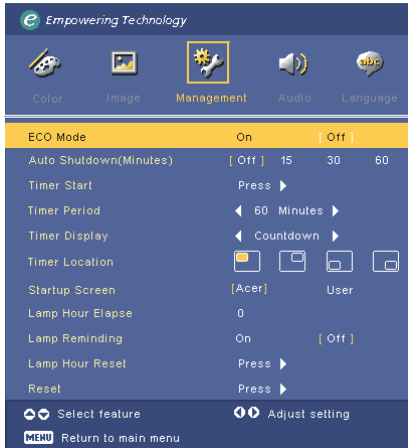 e Empowering Technology
Color Image Management Audio Language
abc
ECO Mode On [ Off ]
Auto Shutdown(Minutes) [ Off ] 15 30 60
Timer Start Press
Timer Period 60 Minutes
Timer Display Countdown
Timer Location
Startup Screen [Acer] User
Lamp Hour Elapse 0
Lamp Reminding On [ Off ]
Lamp Hour Reset Press
Reset Press
Select feature Adjust setting
MENU Return to main menu